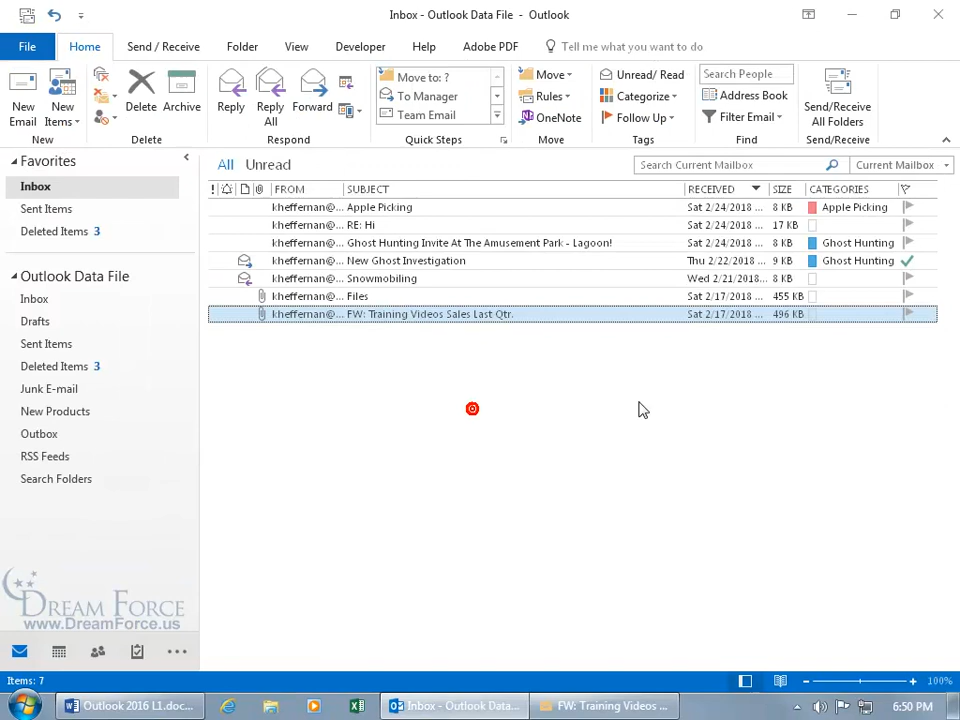 Inbox - Outlook Data File - Outlook
File Home Send / Receive Folder View Developer Help Adobe PDF Tell me what you want to do
New Email
New Items
Delete
Archive
Reply
Reply All
Forward
Move to: ?
To Manager
Team Email
Move
Rules
OneNote
Unread/ Read
Categorize
Follow Up
Search People
Address Book
Filter Email
Send/Receive All Folders
New Delete Respond Quick Steps Move Tags Find Send/Receive
Favorites
Inbox
Sent Items
Deleted Items 3
Outlook Data File
Inbox
Drafts
Sent Items
Deleted Items 3
Junk E-mail
New Products
Outbox
RSS Feeds
Search Folders
All Unread
Search Current Mailbox Current Mailbox
! FROM SUBJECT RECEIVED SIZE CATEGORIES
kheffernan@... Apple Picking Sat 2/24/2018 ... 8 KB Apple Picking
kheffernan@... RE: Hi Sat 2/24/2018 ... 17 KB
kheffernan@... Ghost Hunting Invite At The Amusement Park - Lagoon! Sat 2/24/2018 ... 8 KB Ghost Hunting
kheffernan@... New Ghost Investigation Thu 2/22/2018 ... 9 KB Ghost Hunting
kheffernan@... Snowmobiling Wed 2/21/2018... 8 KB
kheffernan@... Files Sat 2/17/2018 ... 455 KB
kheffernan@... FW: Training Videos Sales Last Qtr. Sat 2/17/2018 ... 496 KB
DREAM FORCE
www.DreamForce.us
Items: 7
100%
Outlook 2016 L1.doc...
Inbox - Outlook Data...
FW: Training Videos ...
6:50 PM